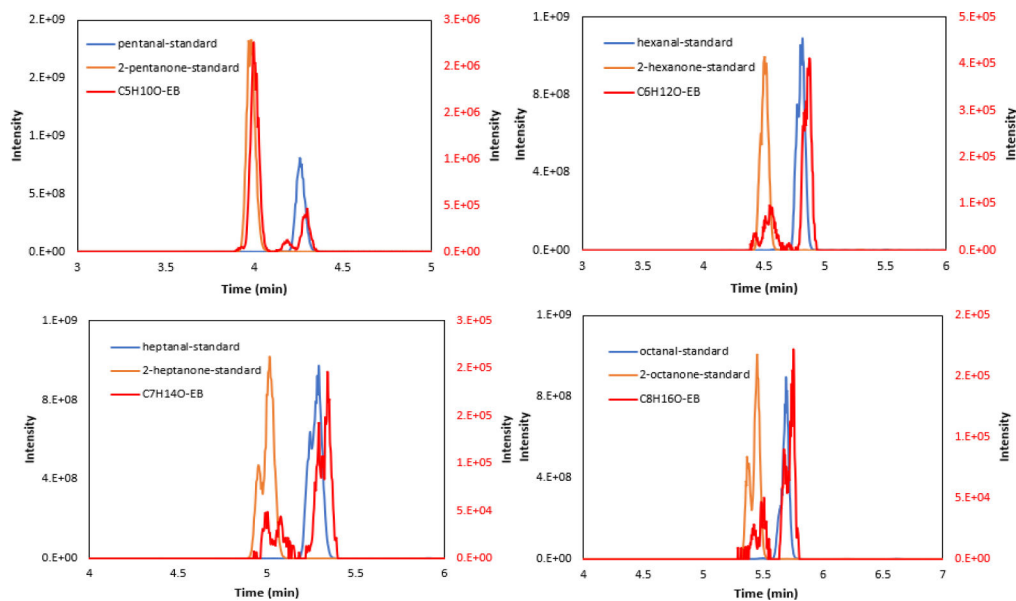 2.E+09
2.E+09
1.E+09
5.E+08
0.E+00
Intensity
pentanal-standard
2-pentanone-standard
C5H10O-EB
3.E+06
2.E+06
2.E+06
1.E+06
5.E+05
0.E+00
Intensity
3
3.5
4
4.5
5
Time (min)
1.E+09
8.E+08
4.E+08
0.E+00
Intensity
hexanal-standard
2-hexanone-standard
C6H12O-EB
5.E+05
4.E+05
3.E+05
2.E+05
1.E+05
0.E+00
Intensity
3
3.5
4
4.5
5
5.5
6
Time (min)
1.E+09
8.E+08
4.E+08
0.E+00
Intensity
heptanal-standard
2-heptanone-standard
C7H14O-EB
3.E+05
2.E+05
2.E+05
1.E+05
5.E+04
0.E+00
Intensity
4
4.5
5
5.5
6
Time (min)
1.E+09
8.E+08
4.E+08
0.E+00
Intensity
octanal-standard
2-octanone-standard
C8H16O-EB
2.E+05
2.E+05
1.E+05
5.E+04
0.E+00
Intensity
4
4.5
5
5.5
6
6.5
7
Time (min)